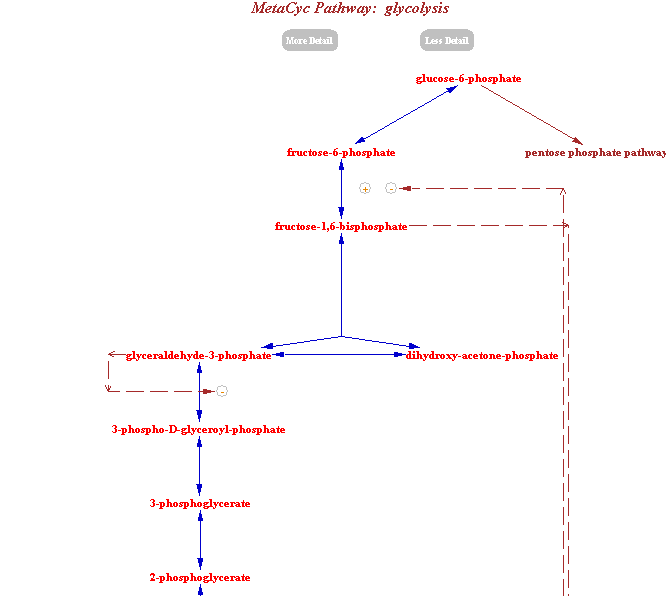 MetaCyc Pathway: glycolysis
More Detail
Less Detail
glucose-6-phosphate
fructose-6-phosphate
pentose phosphate pathway
+
-
fructose-1,6-bisphosphate
glyceraldehyde-3-phosphate
dihydroxy-acetone-phosphate
-
3-phospho-D-glyceroyl-phosphate
3-phosphoglycerate
2-phosphoglycerate